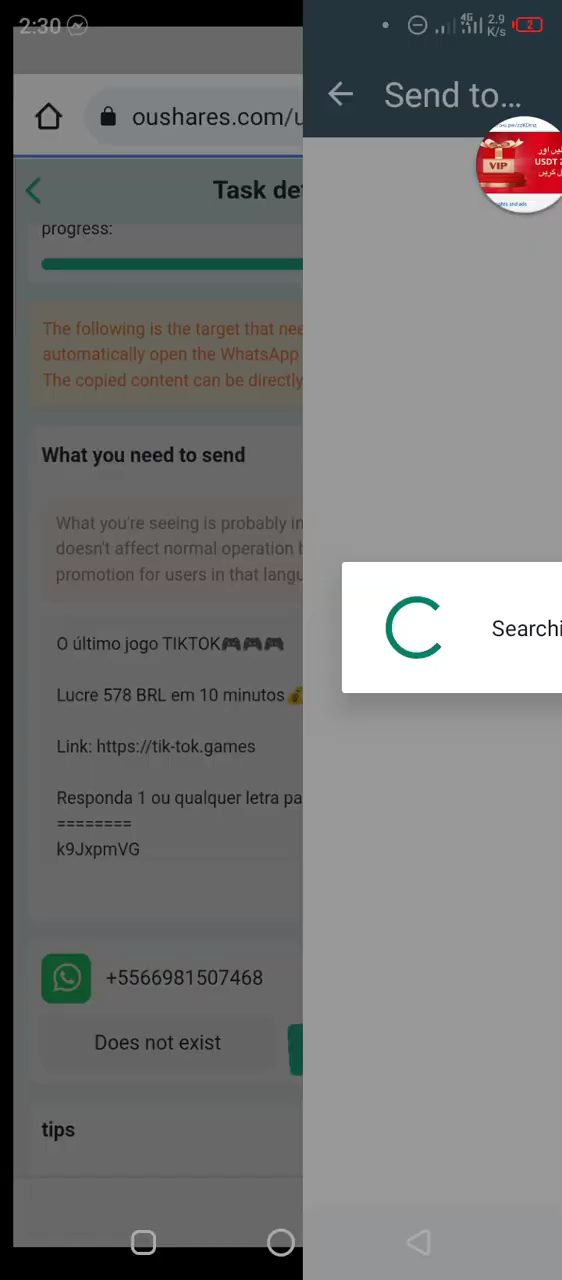 2:30
4G 2.9 K/s 2
oushares.com/u
Send to...
VIP
USDT
Task de
progress:
The following is the target that nee
automatically open the WhatsApp
The copied content can be directly
What you need to send
What you're seeing is probably in
doesn't affect normal operation b
promotion for users in that langu
Searchi
O último jogo TIKTOK🎮🎮🎮
Lucre 578 BRL em 10 minutos💰
Link: https://tik-tok.games
Responda 1 ou qualquer letra pa
========
k9JxpmVG
+5566981507468
Does not exist
tips